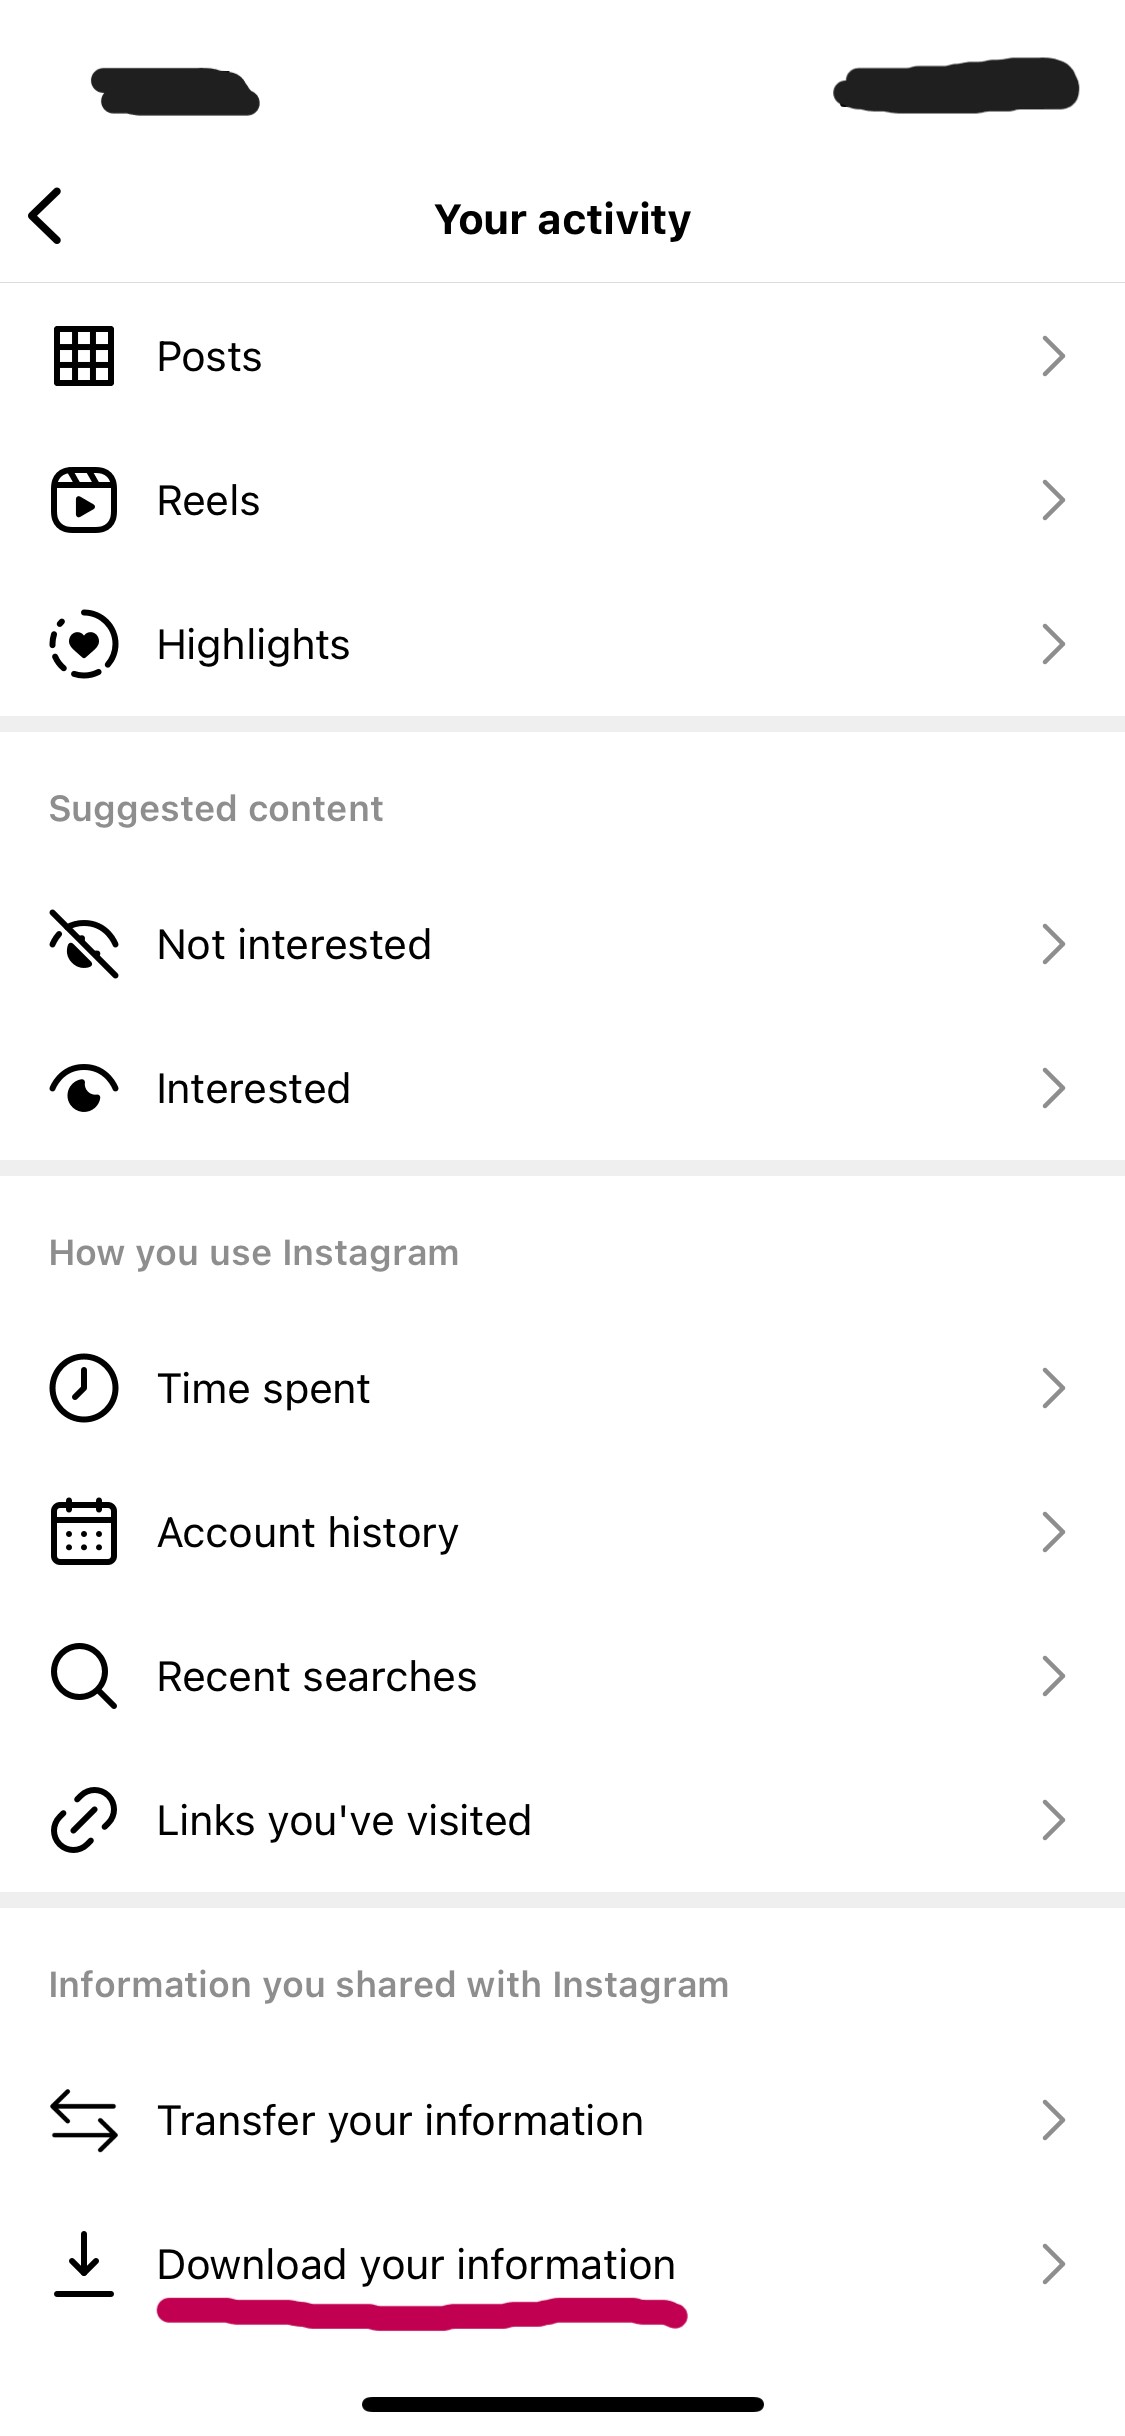 Your activity
Posts
Reels
Highlights
Suggested content
Not interested
Interested
How you use Instagram
Time spent
Account history
Recent searches
Links you've visited
Information you shared with Instagram
Transfer your information
Download your information